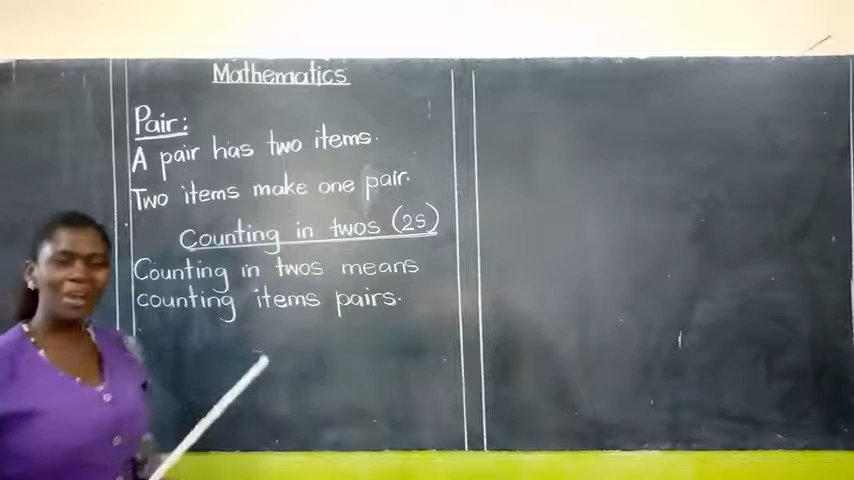 Mathematics
Pair:
A pair has two items.
Two items make one pair.
Counting in twos (2s)
Counting in twos means
counting items pairs.